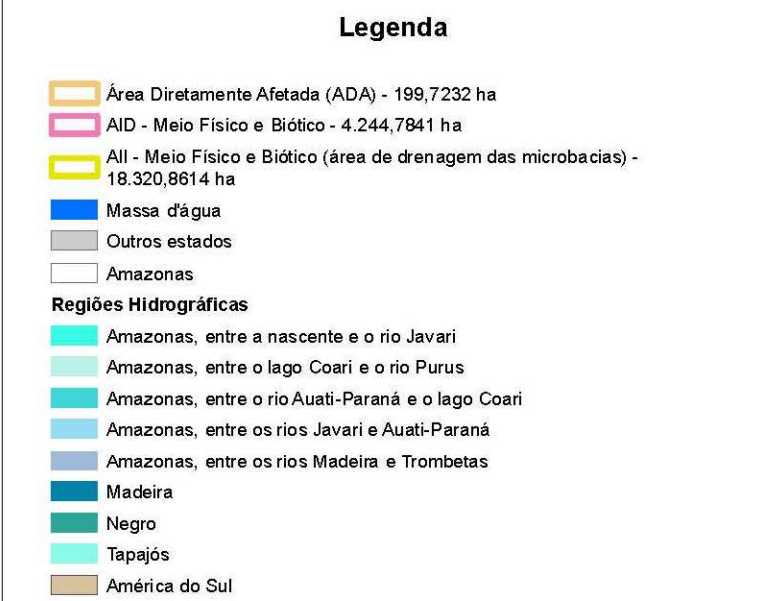 Legenda
Área Diretamente Afetada (ADA) - 199,7232 ha
AID - Meio Físico e Biótico - 4.244,7841 ha
AII - Meio Físico e Biótico (área de drenagem das microbacias) -
18.320,8614 ha
Massa d'água
Outros estados
Amazonas
Regiões Hidrográficas
Amazonas, entre a nascente e o rio Javari
Amazonas, entre o lago Coari e o rio Purus
Amazonas, entre o rio Auati-Paraná e o lago Coari
Amazonas, entre os rios Javari e Auati-Paraná
Amazonas, entre os rios Madeira e Trombetas
Madeira
Negro
Tapajós
América do Sul